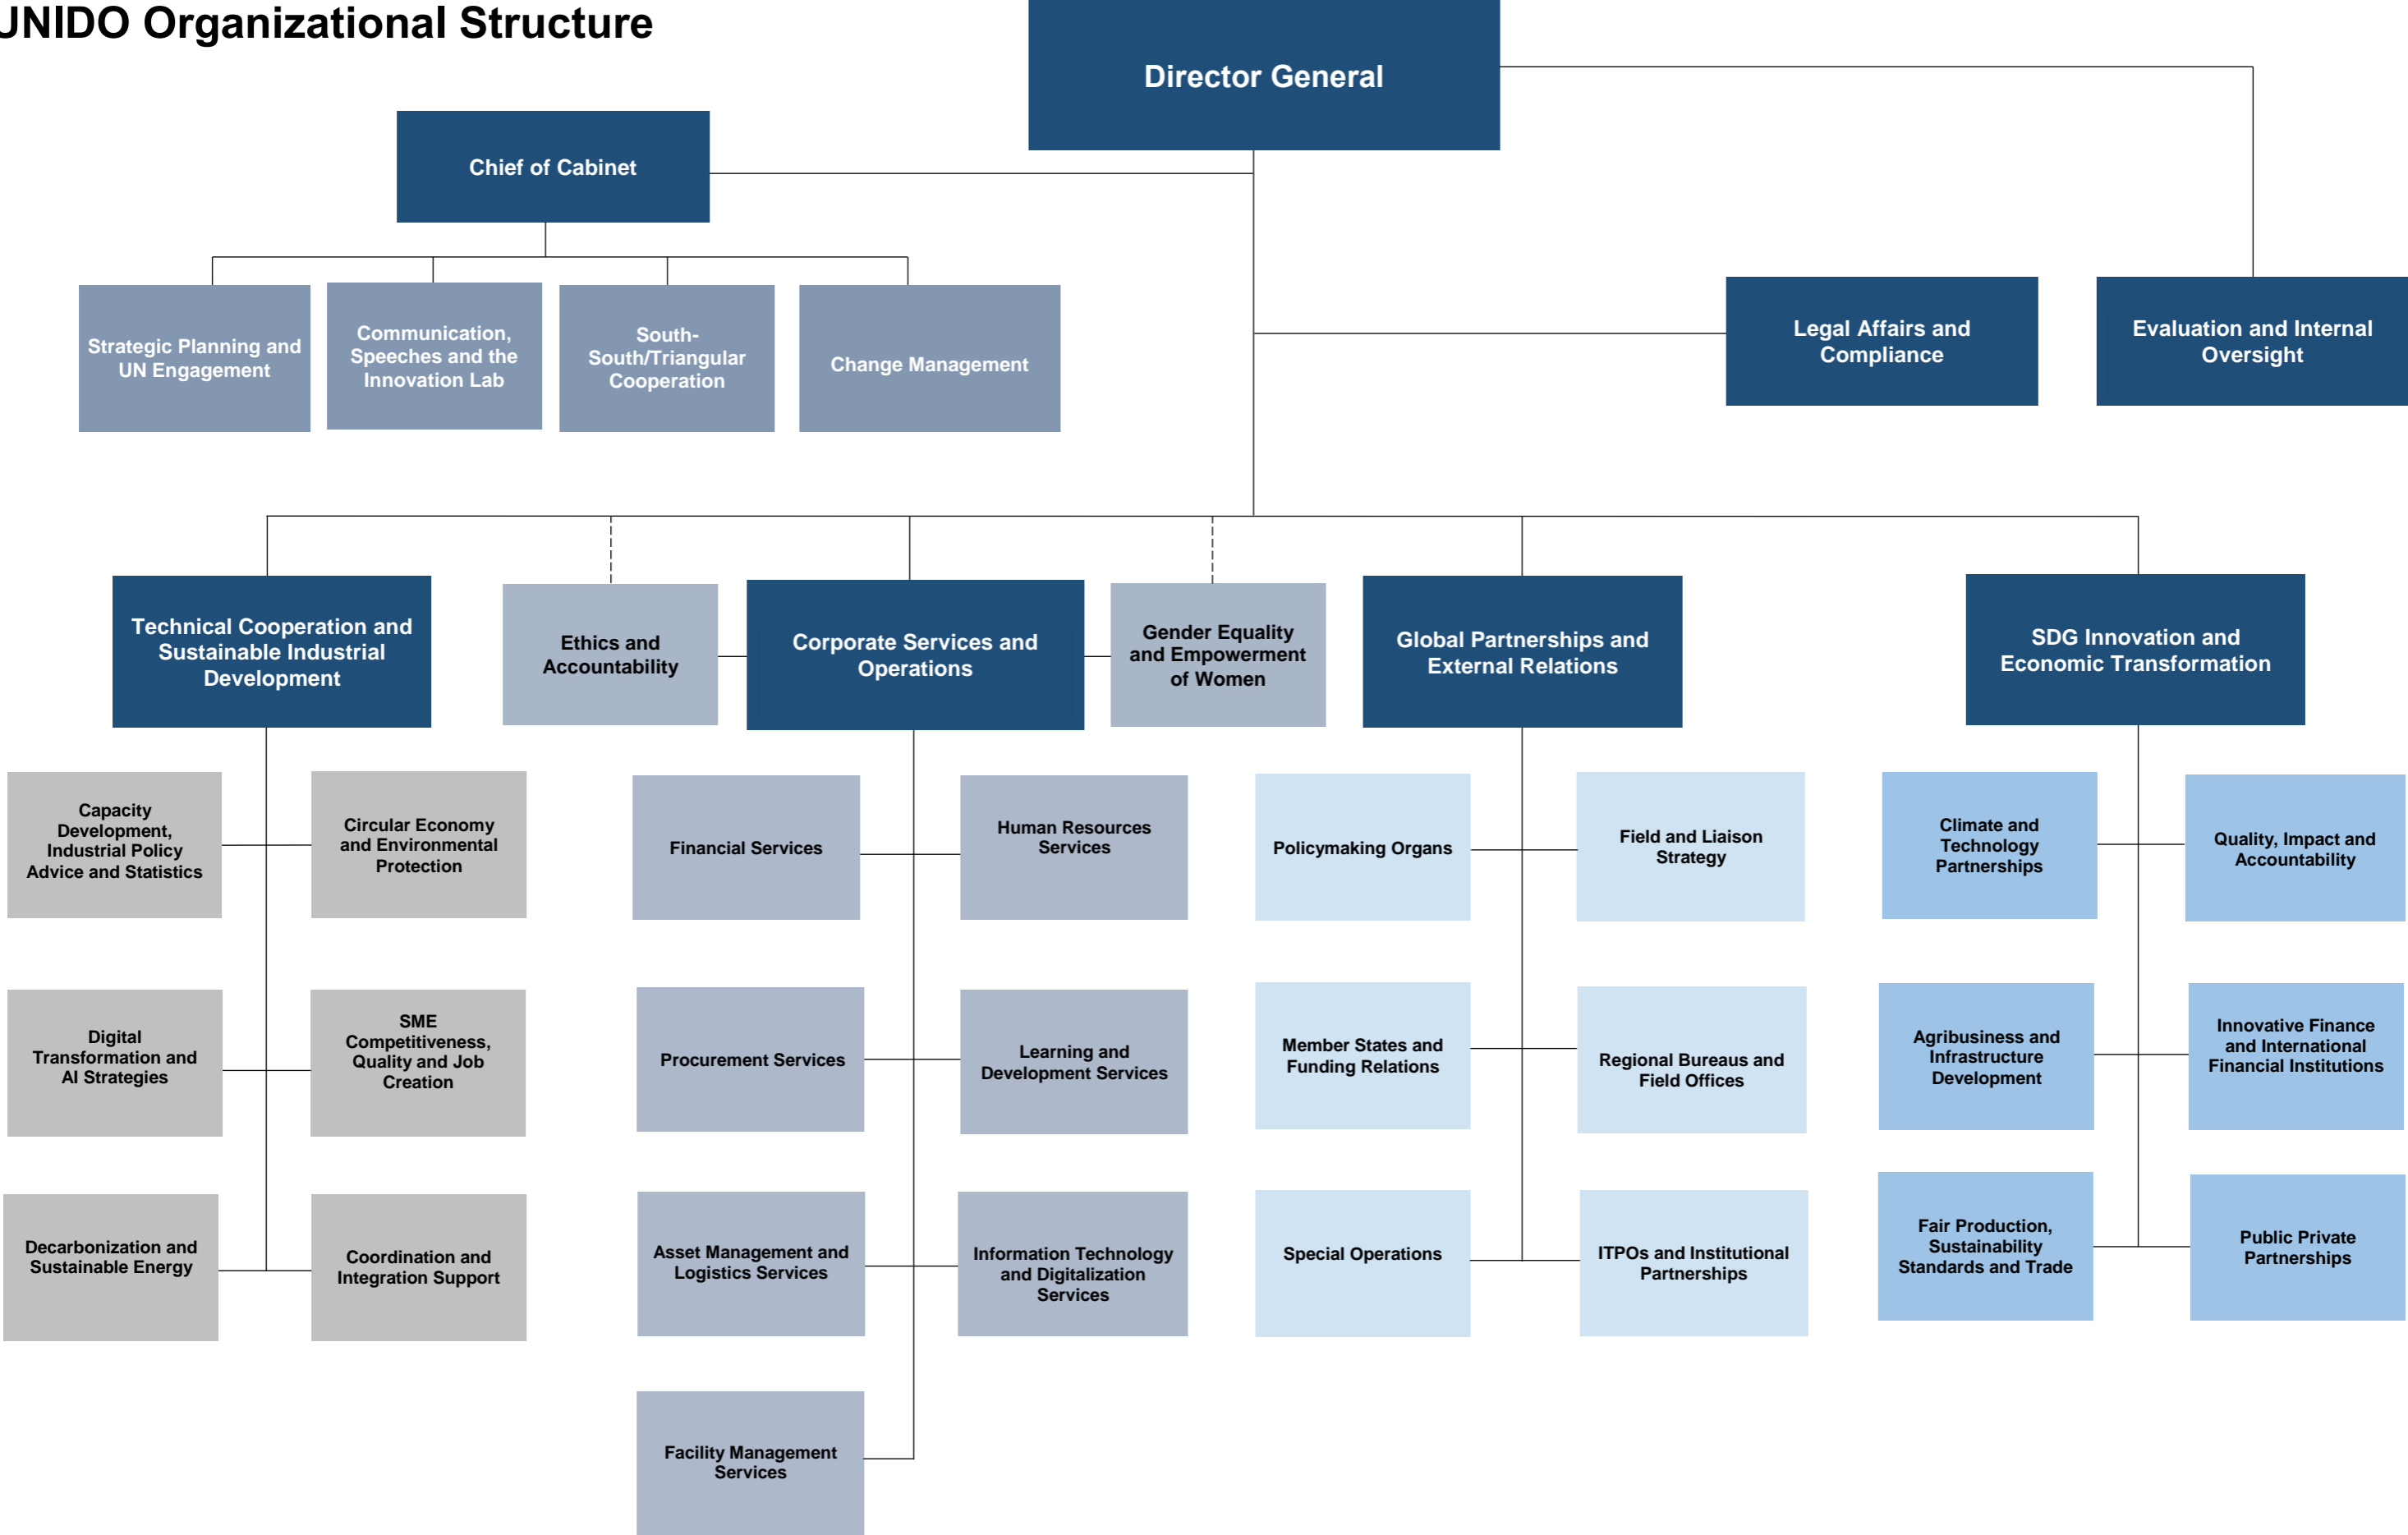 UNIDO Organizational Structure
Director General
Chief of Cabinet
Strategic Planning and
UN Engagement
Communication,
Speeches and the
Innovation Lab
South-
South/Triangular
Cooperation
Change Management
Legal Affairs and
Compliance
Evaluation and Internal
Oversight
Technical Cooperation and
Sustainable Industrial
Development
Ethics and
Accountability
Corporate Services and
Operations
Gender Equality
and Empowerment
of Women
Global Partnerships and
External Relations
SDG Innovation and
Economic Transformation
Capacity
Development,
Industrial Policy
Advice and Statistics
Circular Economy
and Environmental
Protection
Financial Services
Human Resources
Services
Policymaking Organs
Field and Liaison
Strategy
Climate and
Technology
Partnerships
Quality, Impact and
Accountability
Digital
Transformation and
AI Strategies
SME
Competitiveness,
Quality and Job
Creation
Procurement Services
Learning and
Development Services
Member States and
Funding Relations
Regional Bureaus and
Field Offices
Agribusiness and
Infrastructure
Development
Innovative Finance
and International
Financial Institutions
Decarbonization and
Sustainable Energy
Coordination and
Integration Support
Asset Management and
Logistics Services
Information Technology
and Digitalization
Services
Special Operations
ITPOs and Institutional
Partnerships
Fair Production,
Sustainability
Standards and Trade
Public Private
Partnerships
Facility Management
Services